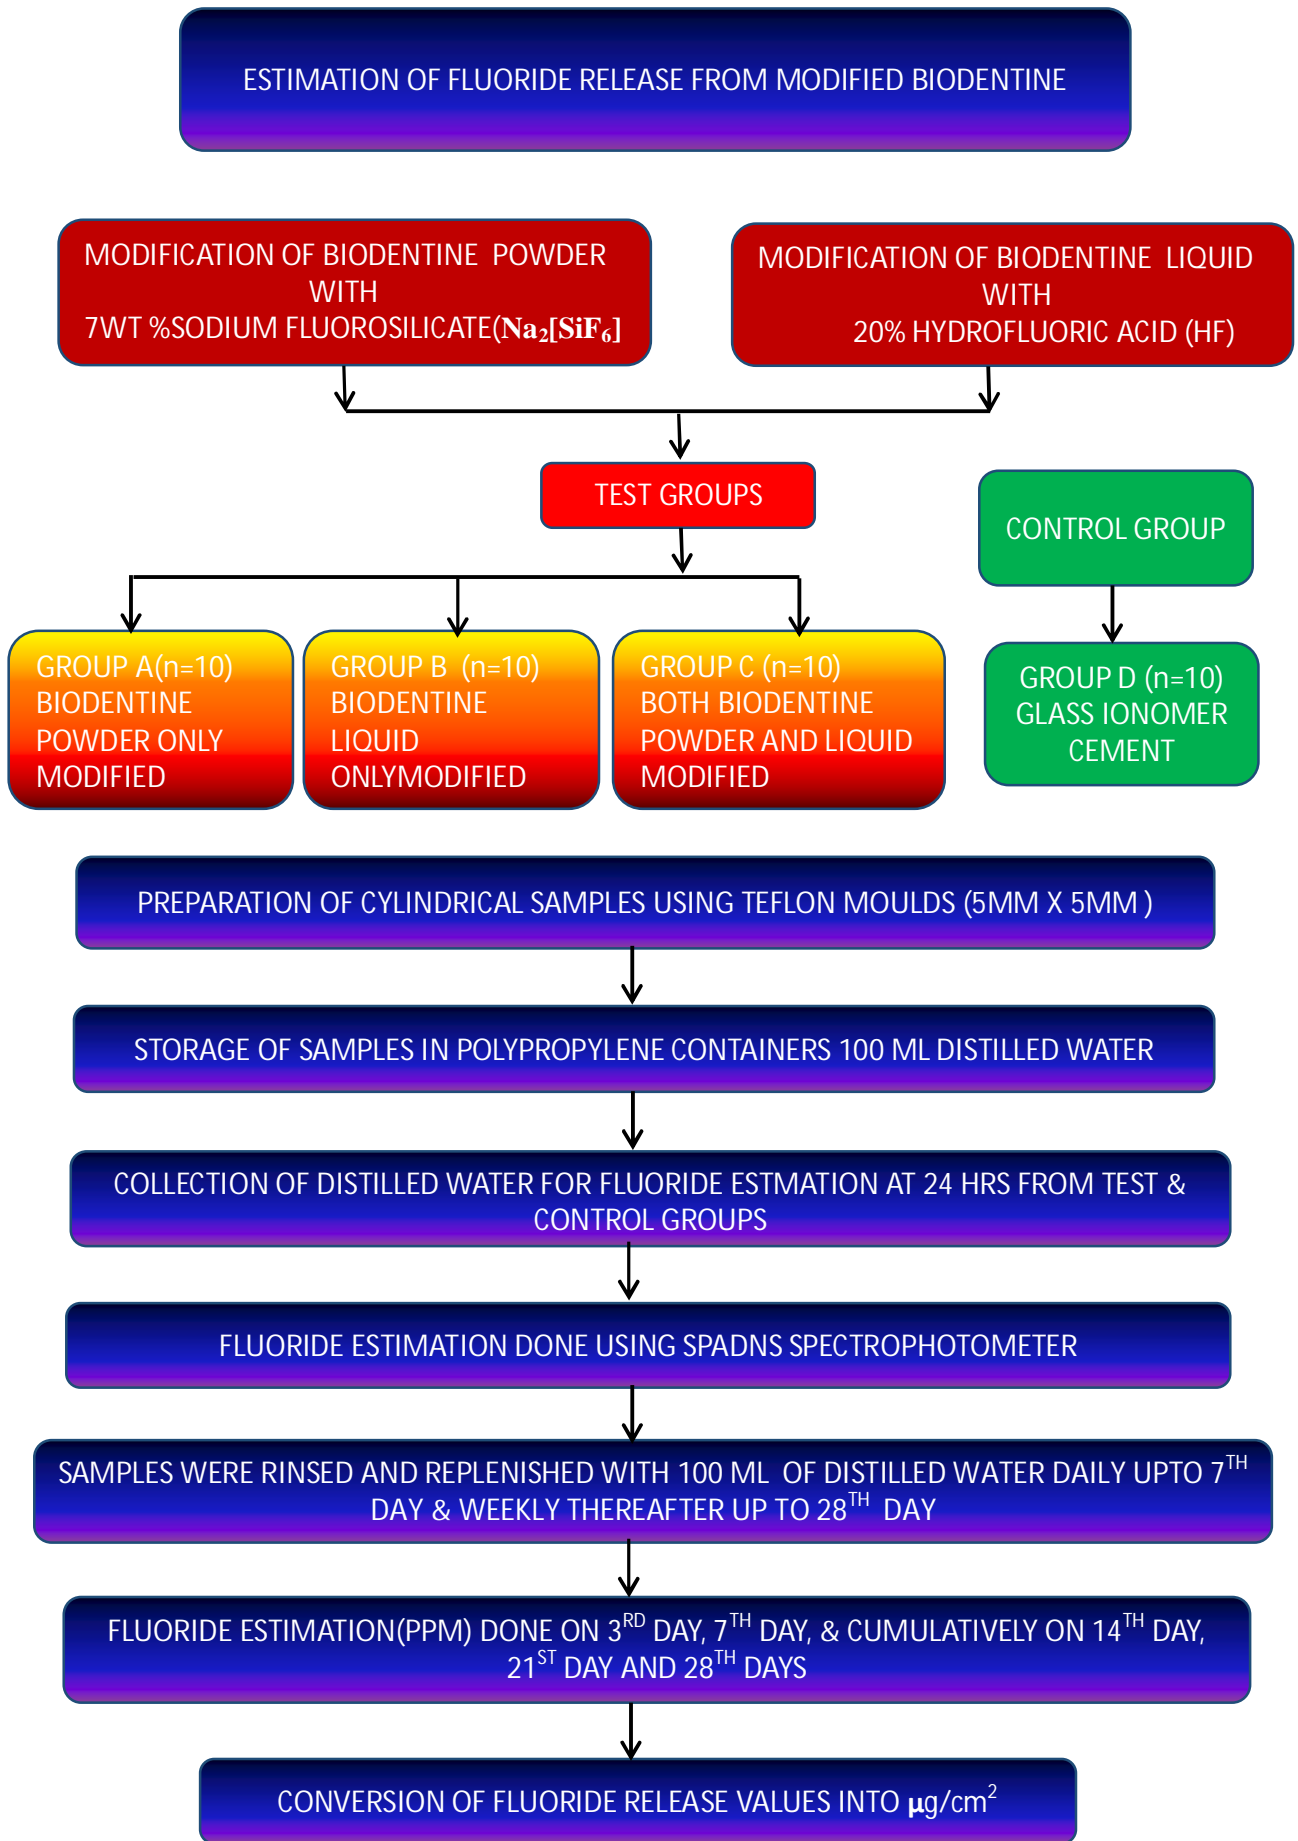 ESTIMATION OF FLUORIDE RELEASE FROM MODIFIED BIODENTINE
MODIFICATION OF BIODENTINE POWDER
WITH
7WT %SODIUM FLUOROSILICATE(Na₂[SiF₆]
MODIFICATION OF BIODENTINE LIQUID
WITH
20% HYDROFLUORIC ACID (HF)
TEST GROUPS
CONTROL GROUP
GROUP A(n=10)
BIODENTINE
POWDER ONLY
MODIFIED
GROUP B (n=10)
BIODENTINE
LIQUID
ONLYMODIFIED
GROUP C (n=10)
BOTH BIODENTINE
POWDER AND LIQUID
MODIFIED
GROUP D (n=10)
GLASS IONOMER
CEMENT
PREPARATION OF CYLINDRICAL SAMPLES USING TEFLON MOULDS (5MM X 5MM )
STORAGE OF SAMPLES IN POLYPROPYLENE CONTAINERS 100 ML DISTILLED WATER
COLLECTION OF DISTILLED WATER FOR FLUORIDE ESTMATION AT 24 HRS FROM TEST &
CONTROL GROUPS
FLUORIDE ESTIMATION DONE USING SPADNS SPECTROPHOTOMETER
SAMPLES WERE RINSED AND REPLENISHED WITH 100 ML OF DISTILLED WATER DAILY UPTO 7TH
DAY & WEEKLY THEREAFTER UP TO 28TH DAY
FLUORIDE ESTIMATION(PPM) DONE ON 3RD DAY, 7TH DAY, & CUMULATIVELY ON 14TH DAY,
21ST DAY AND 28TH DAYS
CONVERSION OF FLUORIDE RELEASE VALUES INTO μg/cm²